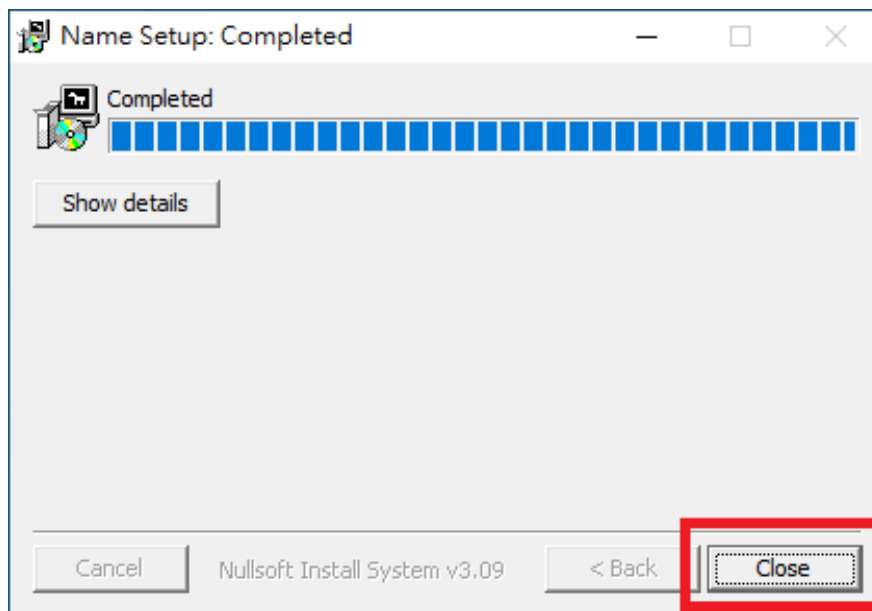 Name Setup: Completed
Completed
Show details
Cancel Nullsoft Install System v3.09 < Back Close